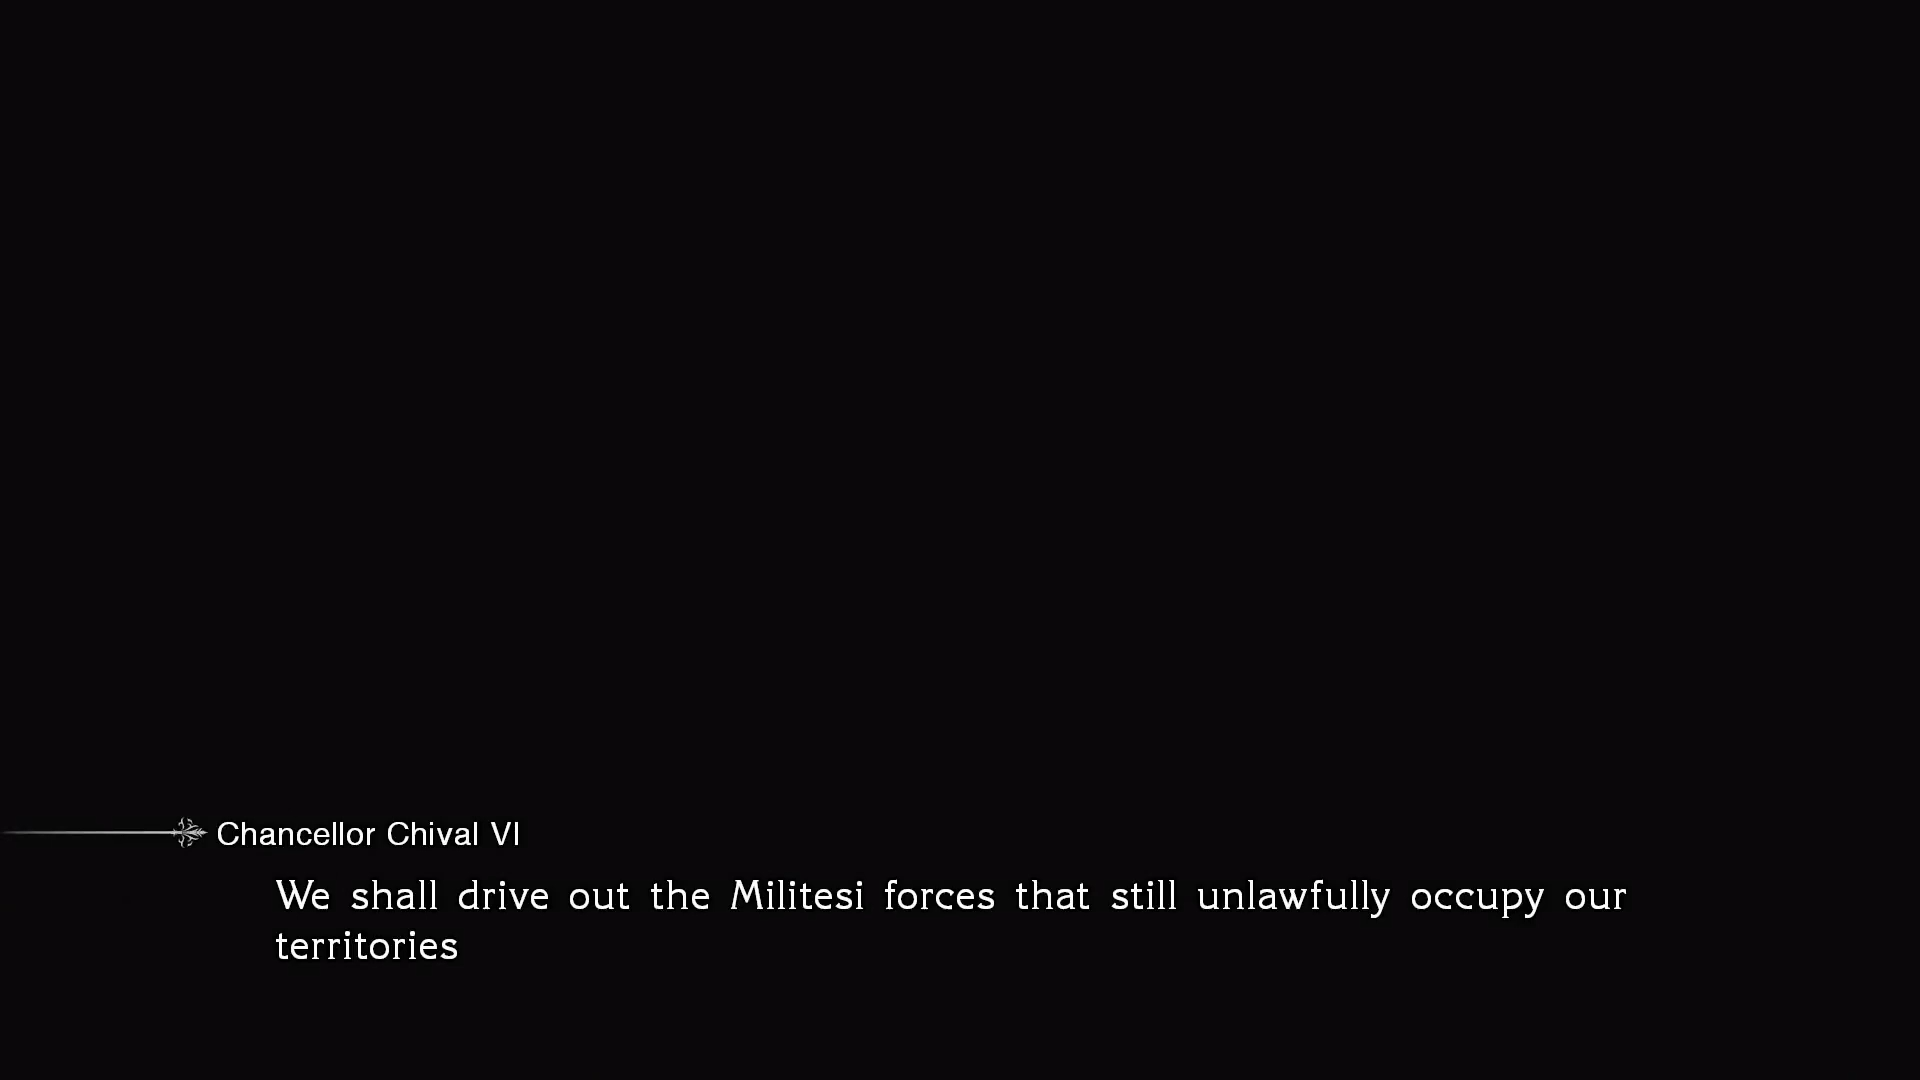 Chancellor Chival VI
We shall drive out the Militesi forces that still unlawfully occupy our
territories